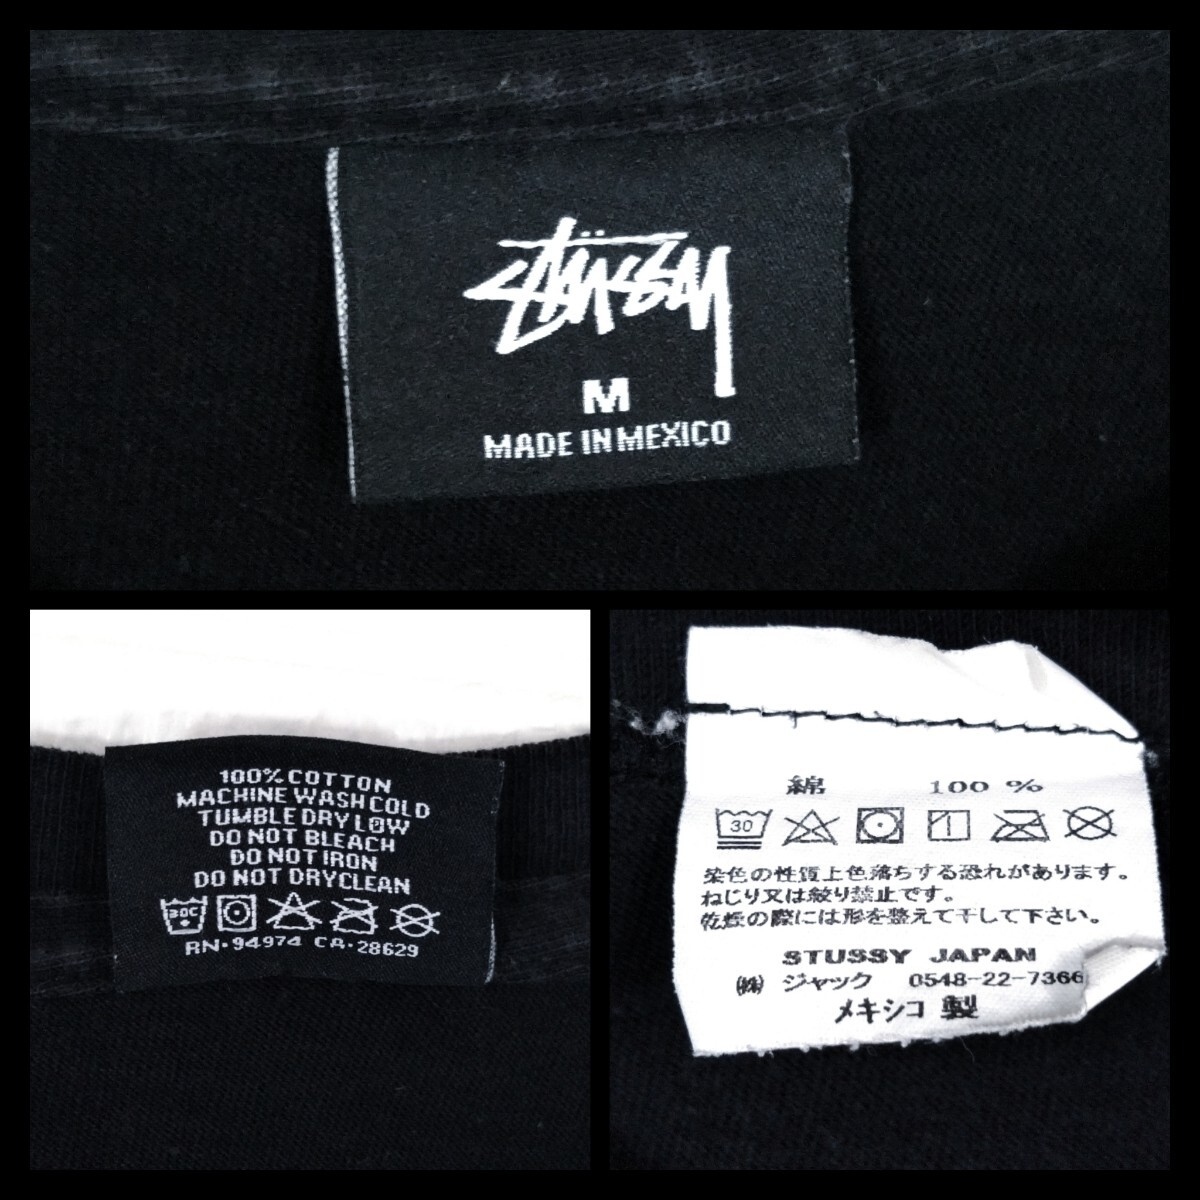 STÜSSY
M
MADE IN MEXICO
100% COTTON
MACHINE WASH COLD
TUMBLE DRY LOW
DO NOT BLEACH
DO NOT IRON
DO NOT DRYCLEAN
30C
RN·94974 CA·28629
綿 100 %
30
染色の性質上色落ちする恐れがあります。
ねじり又は絞り禁止です。
乾燥の際には形を整えて干して下さい。
STUSSY JAPAN
㈱ ジャック 0548-22-7366
メキシコ 製